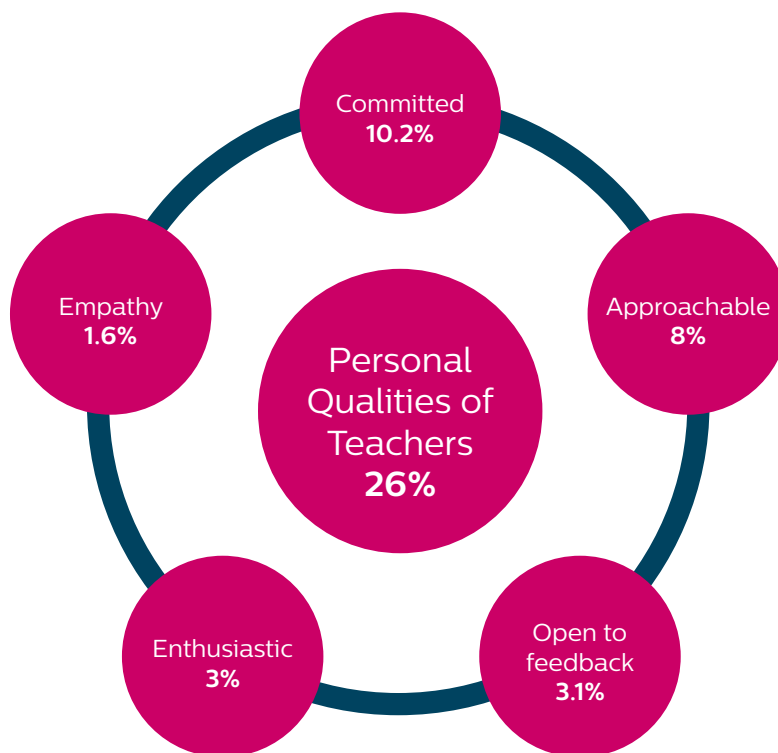 Committed
10.2%
Empathy
1.6%
Approachable
8%
Personal
Qualities of
Teachers
26%
Enthusiastic
3%
Open to
feedback
3.1%